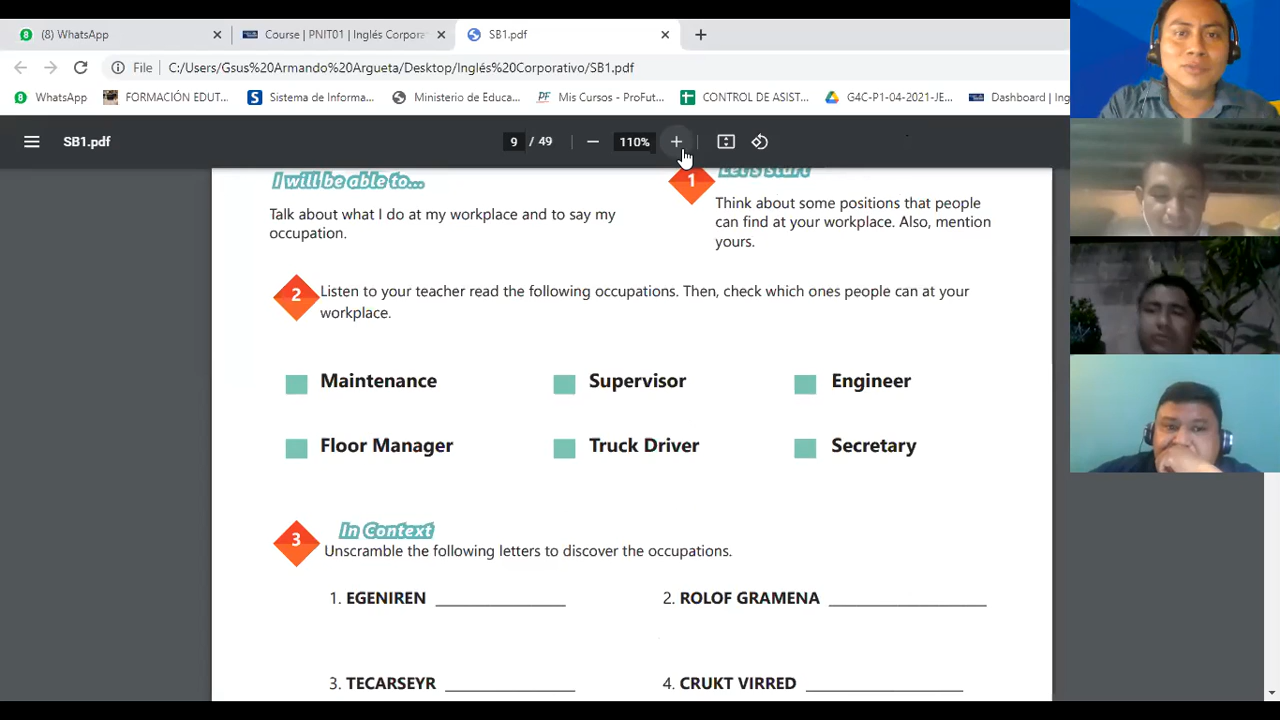 (8) WhatsApp
Course | PNIT01 | Inglés Corpora
SB1.pdf
File
C:/Users/Gsus%20Armando%20Argueta/Desktop/Inglés%20Corporativo/SB1.pdf
WhatsApp
FORMACIÓN EDUT...
Sistema de Informa...
Ministerio de Educa...
Mis Cursos - ProFut...
CONTROL DE ASIST...
G4C-P1-04-2021-JE...
Dashboard | Ing
SB1.pdf
9 / 49
110%
I will be able to...
Talk about what I do at my workplace and to say my
occupation.
1
Let's start
Think about some positions that people
can find at your workplace. Also, mention
yours.
2
Listen to your teacher read the following occupations. Then, check which ones people can at your
workplace.
Maintenance
Supervisor
Engineer
Floor Manager
Truck Driver
Secretary
3
In Context
Unscramble the following letters to discover the occupations.
1. EGENIREN _______________
2. ROLOF GRAMENA __________________
3. TECARSEYR _______________
4. CRUKT VIRRED __________________